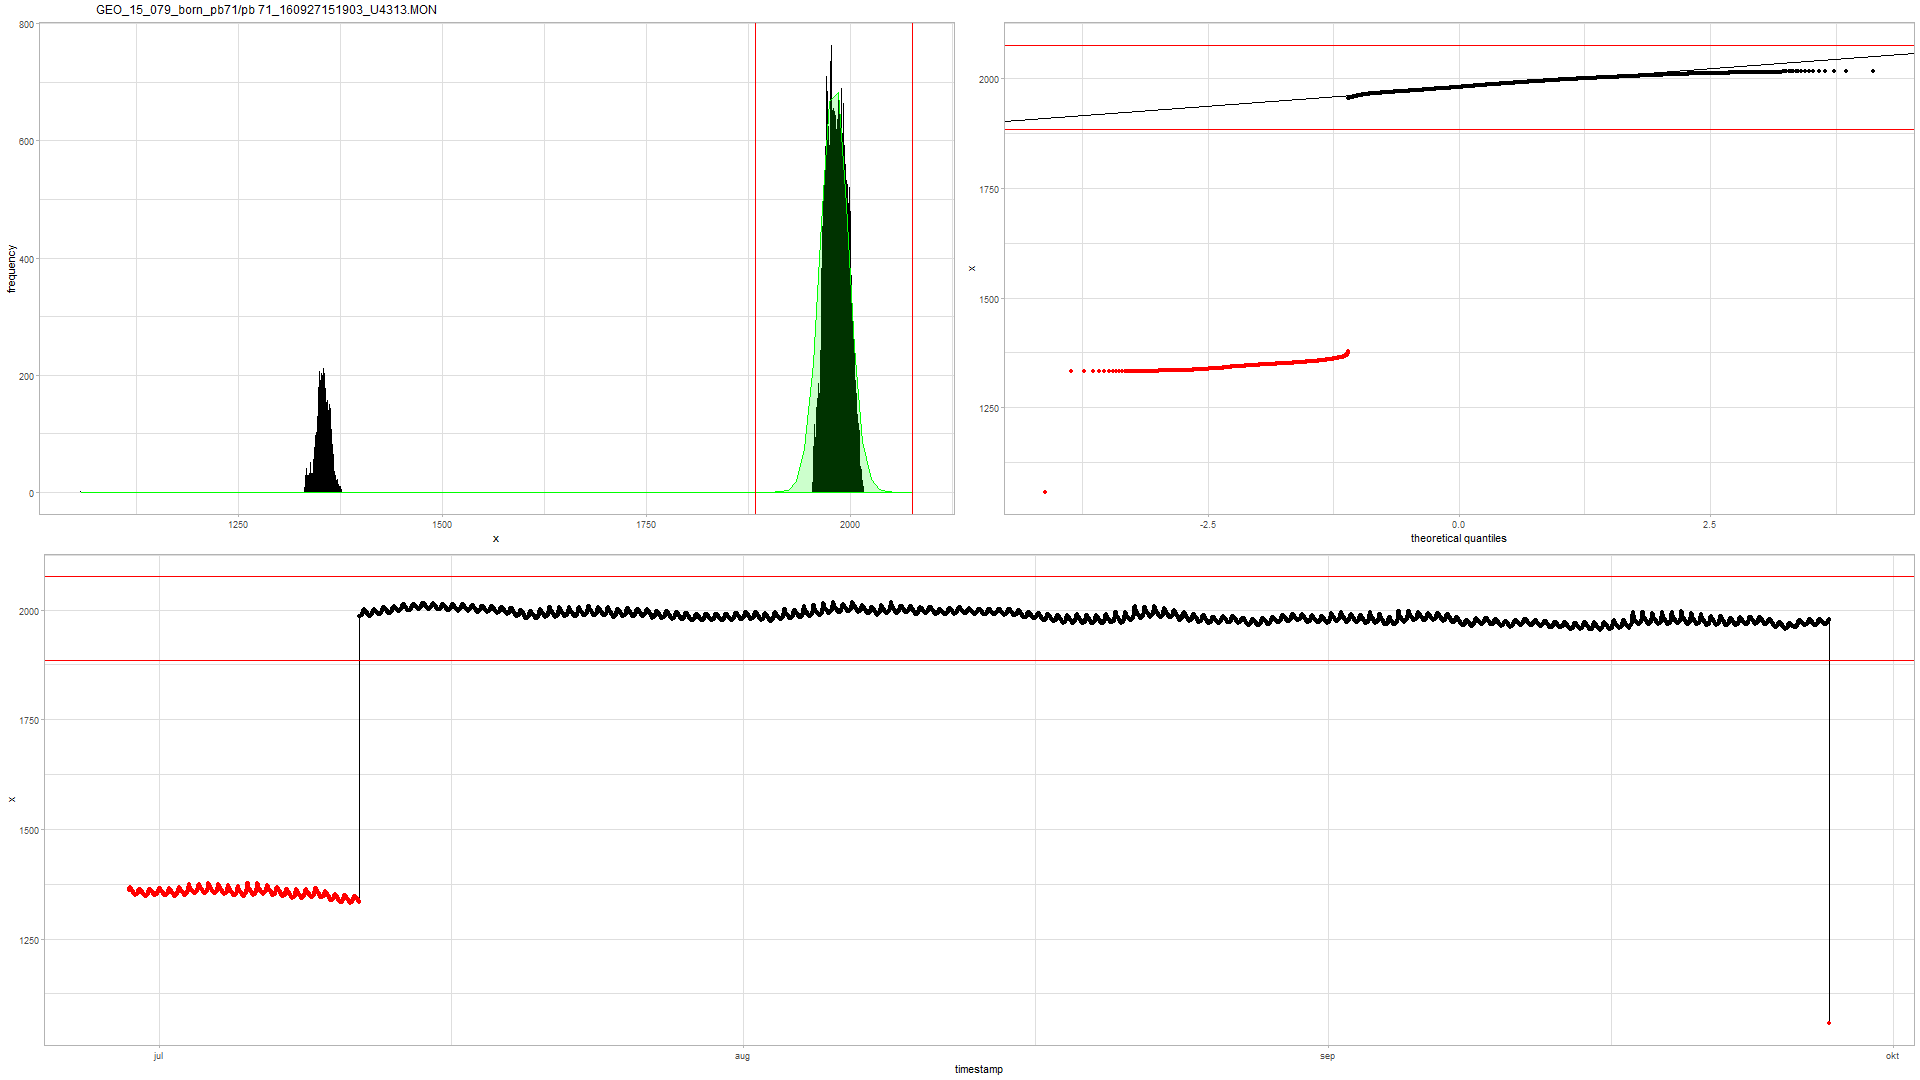 GEO_15_079_born_pb71/pb 71_160927151903_U4313.MON
800
600
400
200
0
frequency
1250
1500
1750
2000
x
2000
1750
1500
1250
x
-2.5
0.0
2.5
theoretical quantiles
2000
1750
1500
1250
x
jul
aug
sep
okt
timestamp